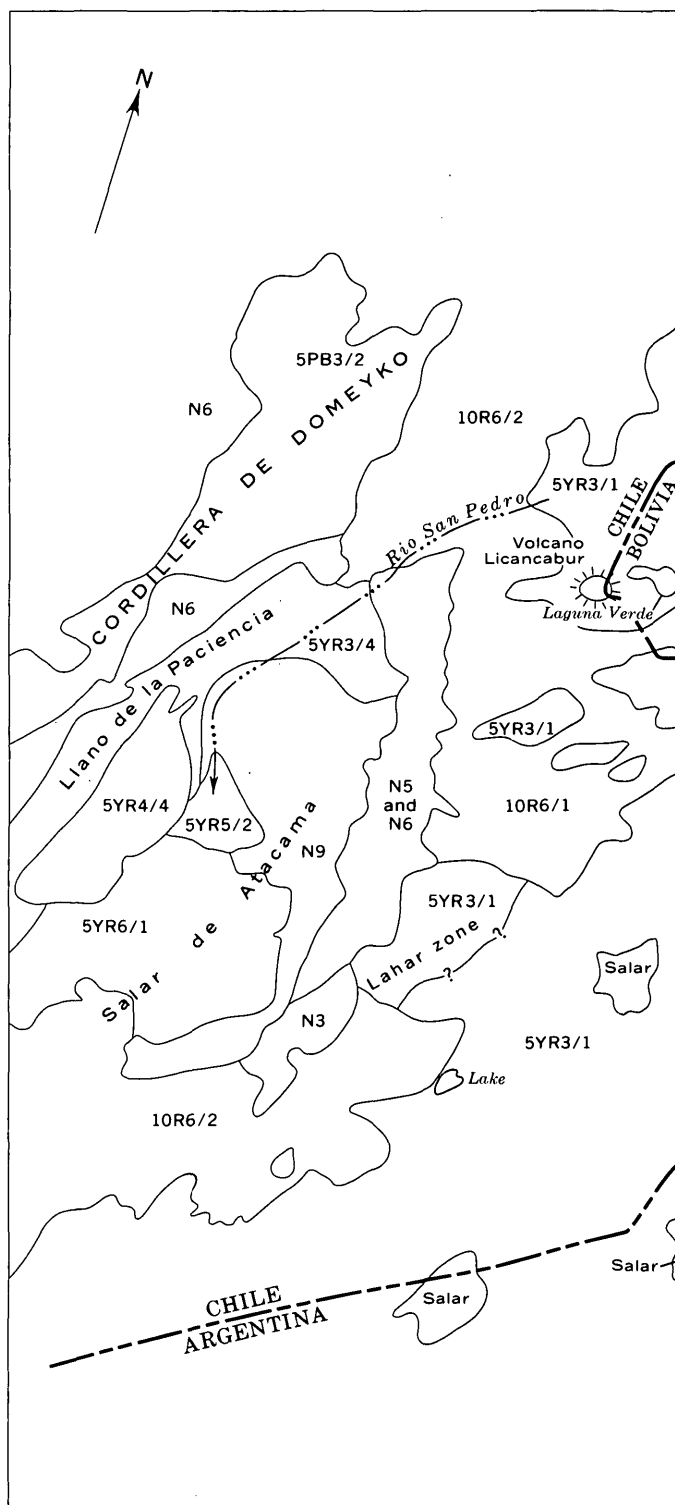 N
5PB3/2
N6
CORDILLERA DE DOMEYKO
10R6/2
5YR3/1
CHILE
BOLIVIA
Rio San Pedro
Volcano
Licancabur
Laguna Verde
N6
Llano de la Paciencia
5YR3/4
5YR3/1
N5
and
N6
10R6/1
5YR4/4
5YR5/2
N9
Salar de Atacama
5YR6/1
5YR3/1
Lahar zone
?
?
Salar
N3
5YR3/1
Lake
10R6/2
Salar
CHILE
ARGENTINA
Salar